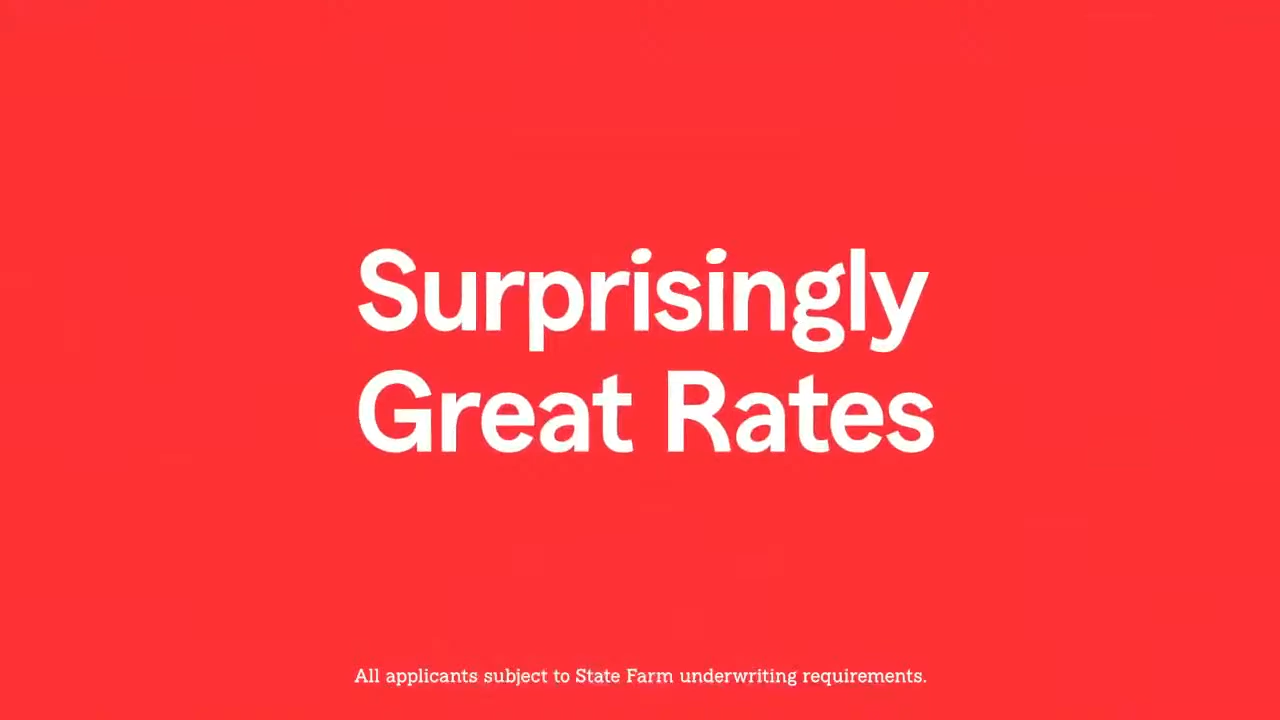 Surprisingly
Great Rates
All applicants subject to State Farm underwriting requirements.